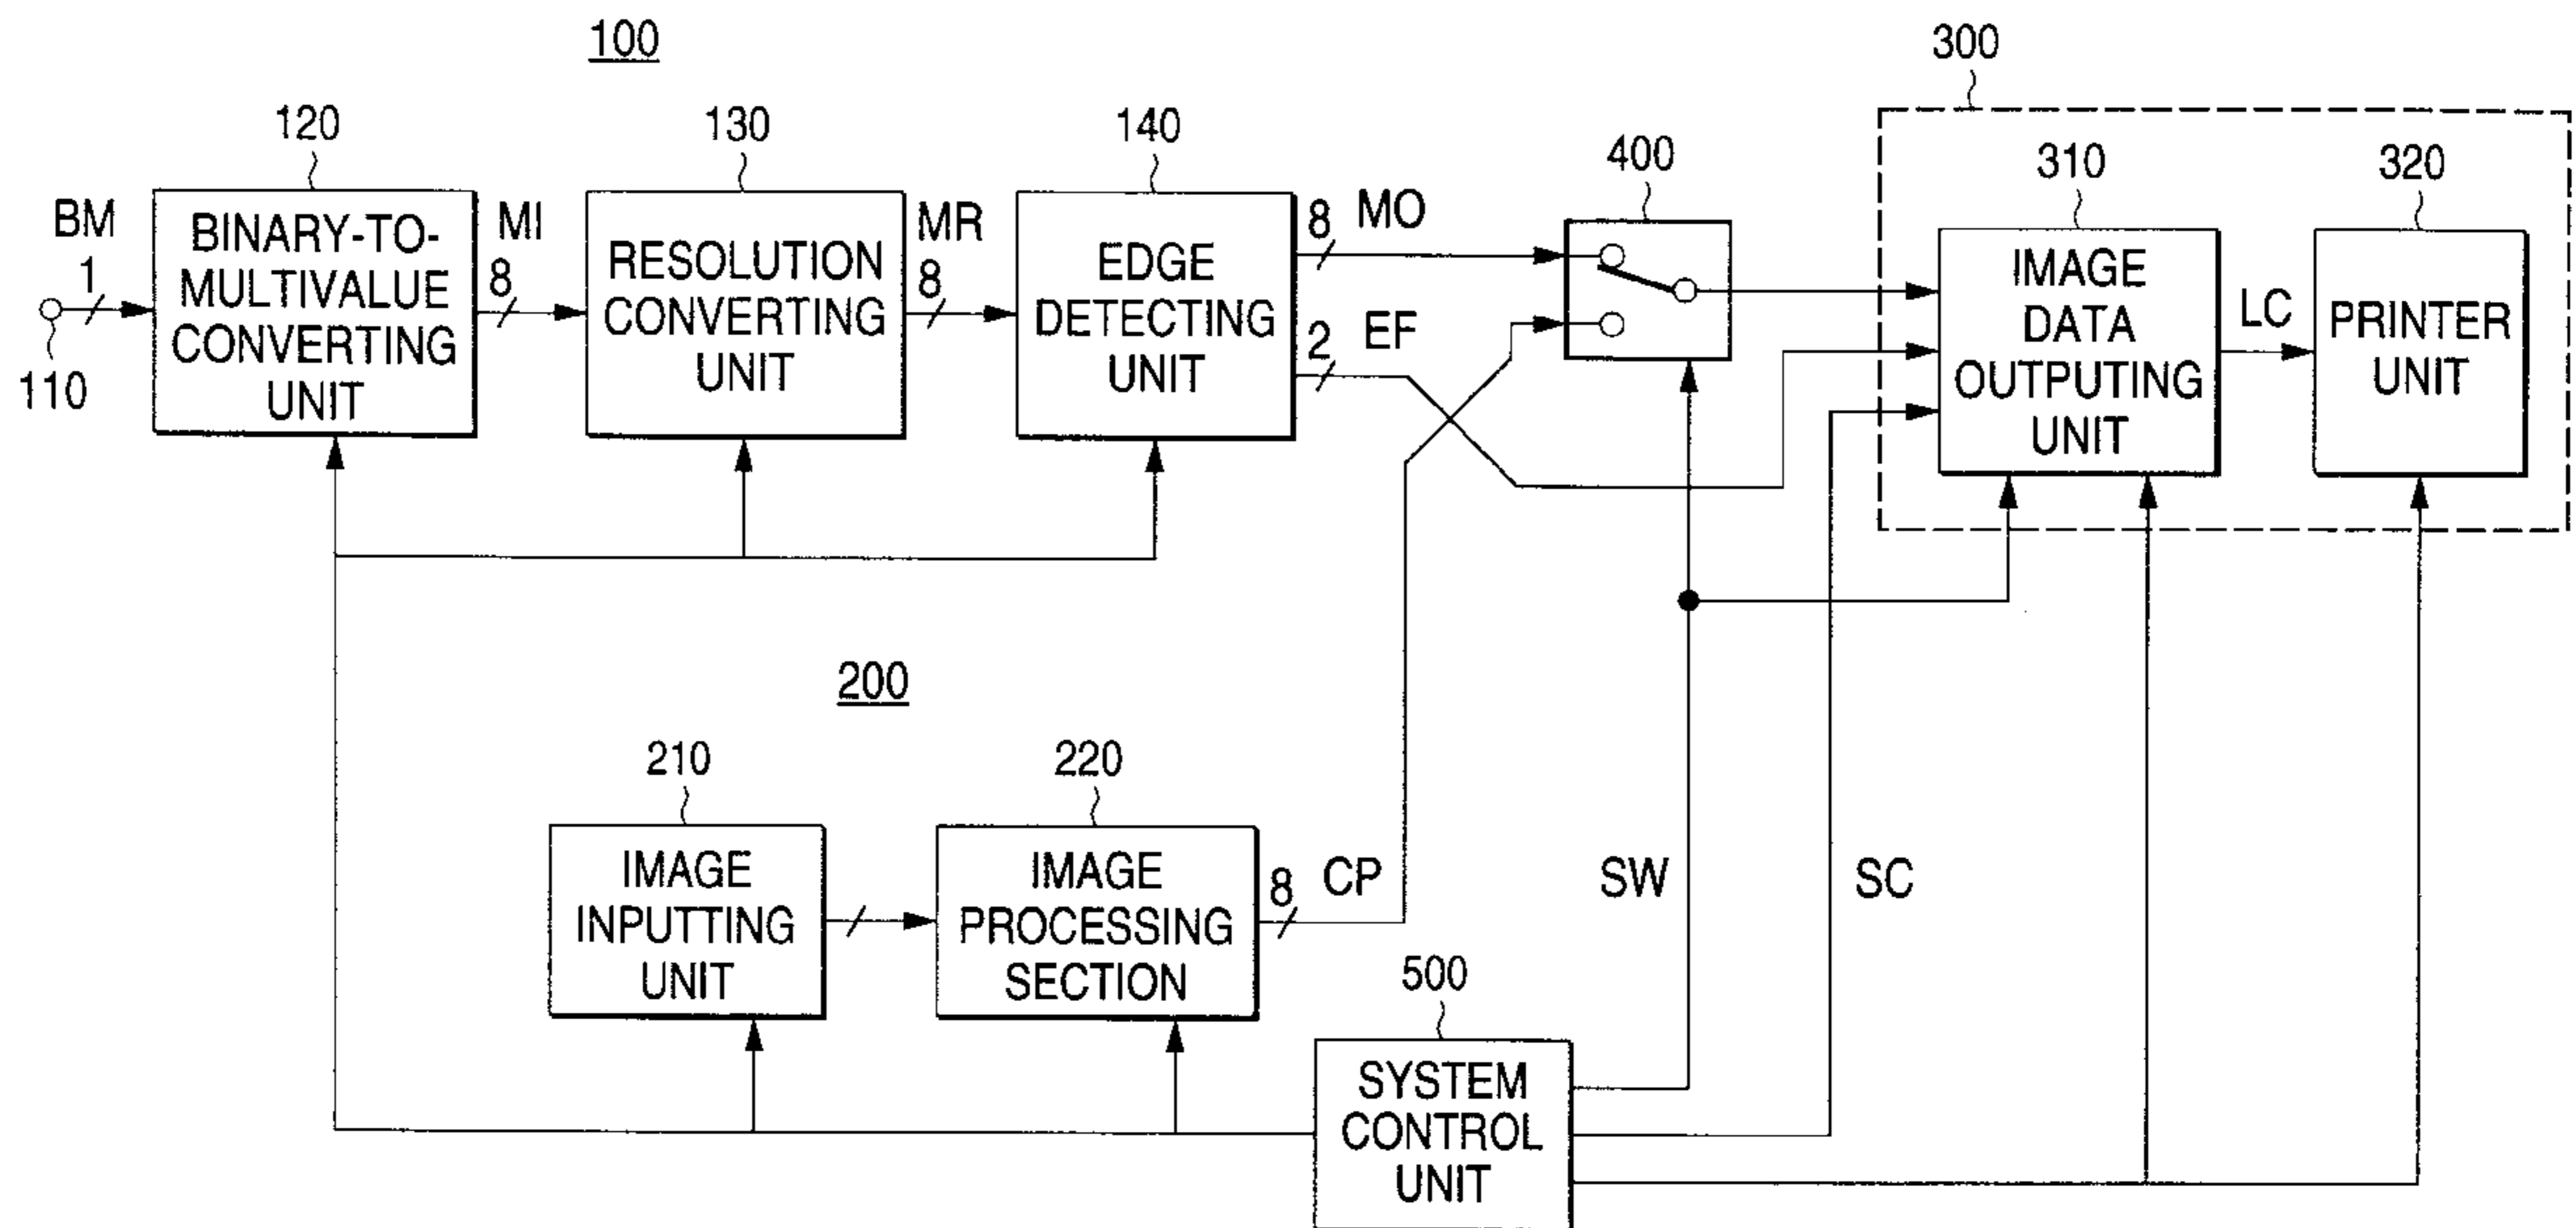 100
300
120
130
140
400
310
320
BM
1
110
BINARY-TO-
MULTIVALUE
CONVERTING
UNIT
MI
8
RESOLUTION
CONVERTING
UNIT
MR
8
EDGE
DETECTING
UNIT
8 MO
2 EF
IMAGE
DATA
OUTPUTING
UNIT
LC
PRINTER
UNIT
200
210
220
IMAGE
INPUTTING
UNIT
IMAGE
PROCESSING
SECTION
8 CP
SW
SC
500
SYSTEM
CONTROL
UNIT